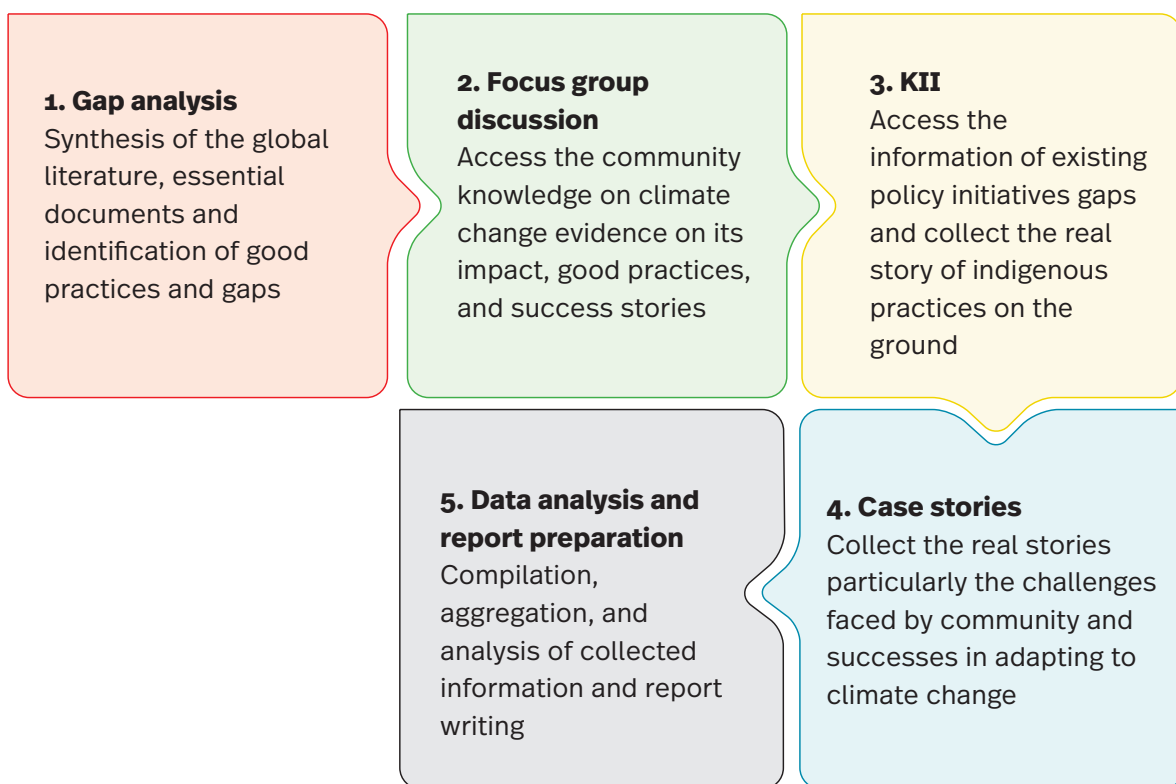 1. Gap analysis
Synthesis of the global
literature, essential
documents and
identification of good
practices and gaps
2. Focus group
discussion
Access the community
knowledge on climate
change evidence on its
impact, good practices,
and success stories
3. KII
Access the
information of existing
policy initiatives gaps
and collect the real
story of indigenous
practices on the
ground
4. Case stories
Collect the real stories
particularly the challenges
faced by community and
successes in adapting to
climate change
5. Data analysis and
report preparation
Compilation,
aggregation, and
analysis of collected
information and report
writing